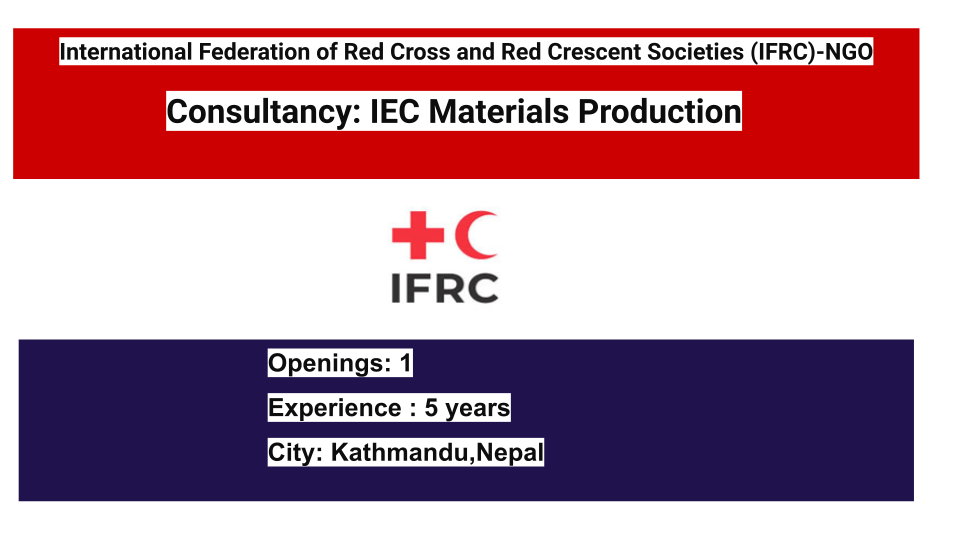 International Federation of Red Cross and Red Crescent Societies (IFRC)-NGO
Consultancy: IEC Materials Production
IFRC
Openings: 1
Experience : 5 years
City: Kathmandu,Nepal